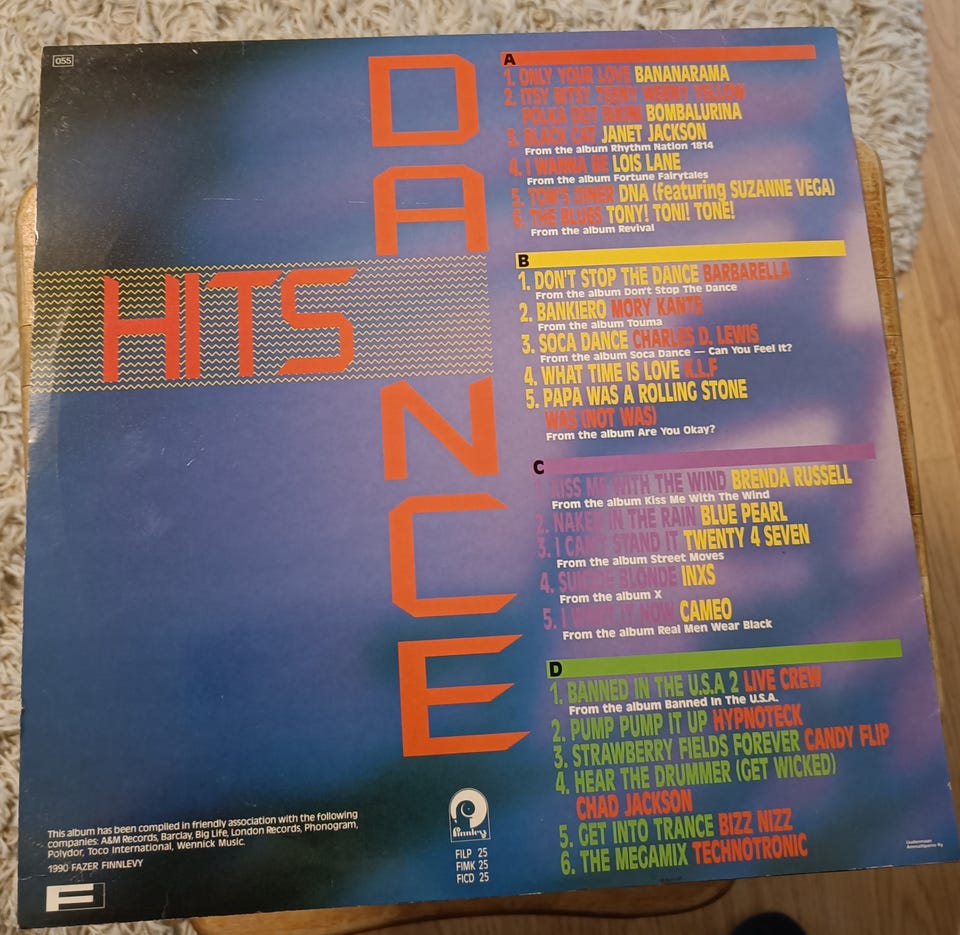 055
DANCE
HITS
A
1. ONLY YOUR LOVE BANANARAMA
2. ITSY BITSY TEENY WEENY YELLOW
POLKA DOT BIKINI BOMBALURINA
3. BLACK CAT JANET JACKSON
From the album Rhythm Nation 1814
4. I WANNA BE LOIS LANE
From the album Fortune Fairytales
5. TOM'S DINER DNA (featuring SUZANNE VEGA)
6. THE BLUES TONY! TONI! TONÉ!
From the album Revival
B
1. DON'T STOP THE DANCE BARBARELLA
From the album Don't Stop The Dance
2. BANKIERO MORY KANTE
From the album Touma
3. SOCA DANCE CHARLES D. LEWIS
From the album Soca Dance — Can You Feel It?
4. WHAT TIME IS LOVE K.L.F
5. PAPA WAS A ROLLING STONE
WAS (NOT WAS)
From the album Are You Okay?
C
1. KISS ME WITH THE WIND BRENDA RUSSELL
From the album Kiss Me With The Wind
2. NAKED IN THE RAIN BLUE PEARL
3. I CAN'T STAND IT TWENTY 4 SEVEN
From the album Street Moves
4. SUICIDE BLONDE INXS
From the album X
5. I WANT IT NOW CAMEO
From the album Real Men Wear Black
D
1. BANNED IN THE U.S.A 2 LIVE CREW
From the album Banned In The U.S.A.
2. PUMP PUMP IT UP HYPNOTECK
3. STRAWBERRY FIELDS FOREVER CANDY FLIP
4. HEAR THE DRUMMER (GET WICKED)
CHAD JACKSON
5. GET INTO TRANCE BIZZ NIZZ
6. THE MEGAMIX TECHNOTRONIC
This album has been compiled in friendly association with the following
companies: A&M Records, Barclay, Big Life, London Records, Phonogram,
Polydor, Toco International, Wennick Music.
1990 FAZER FINNLEVY
F
finnlevy
FILP 25
FIMK 25
FICD 25
Uudenmaan